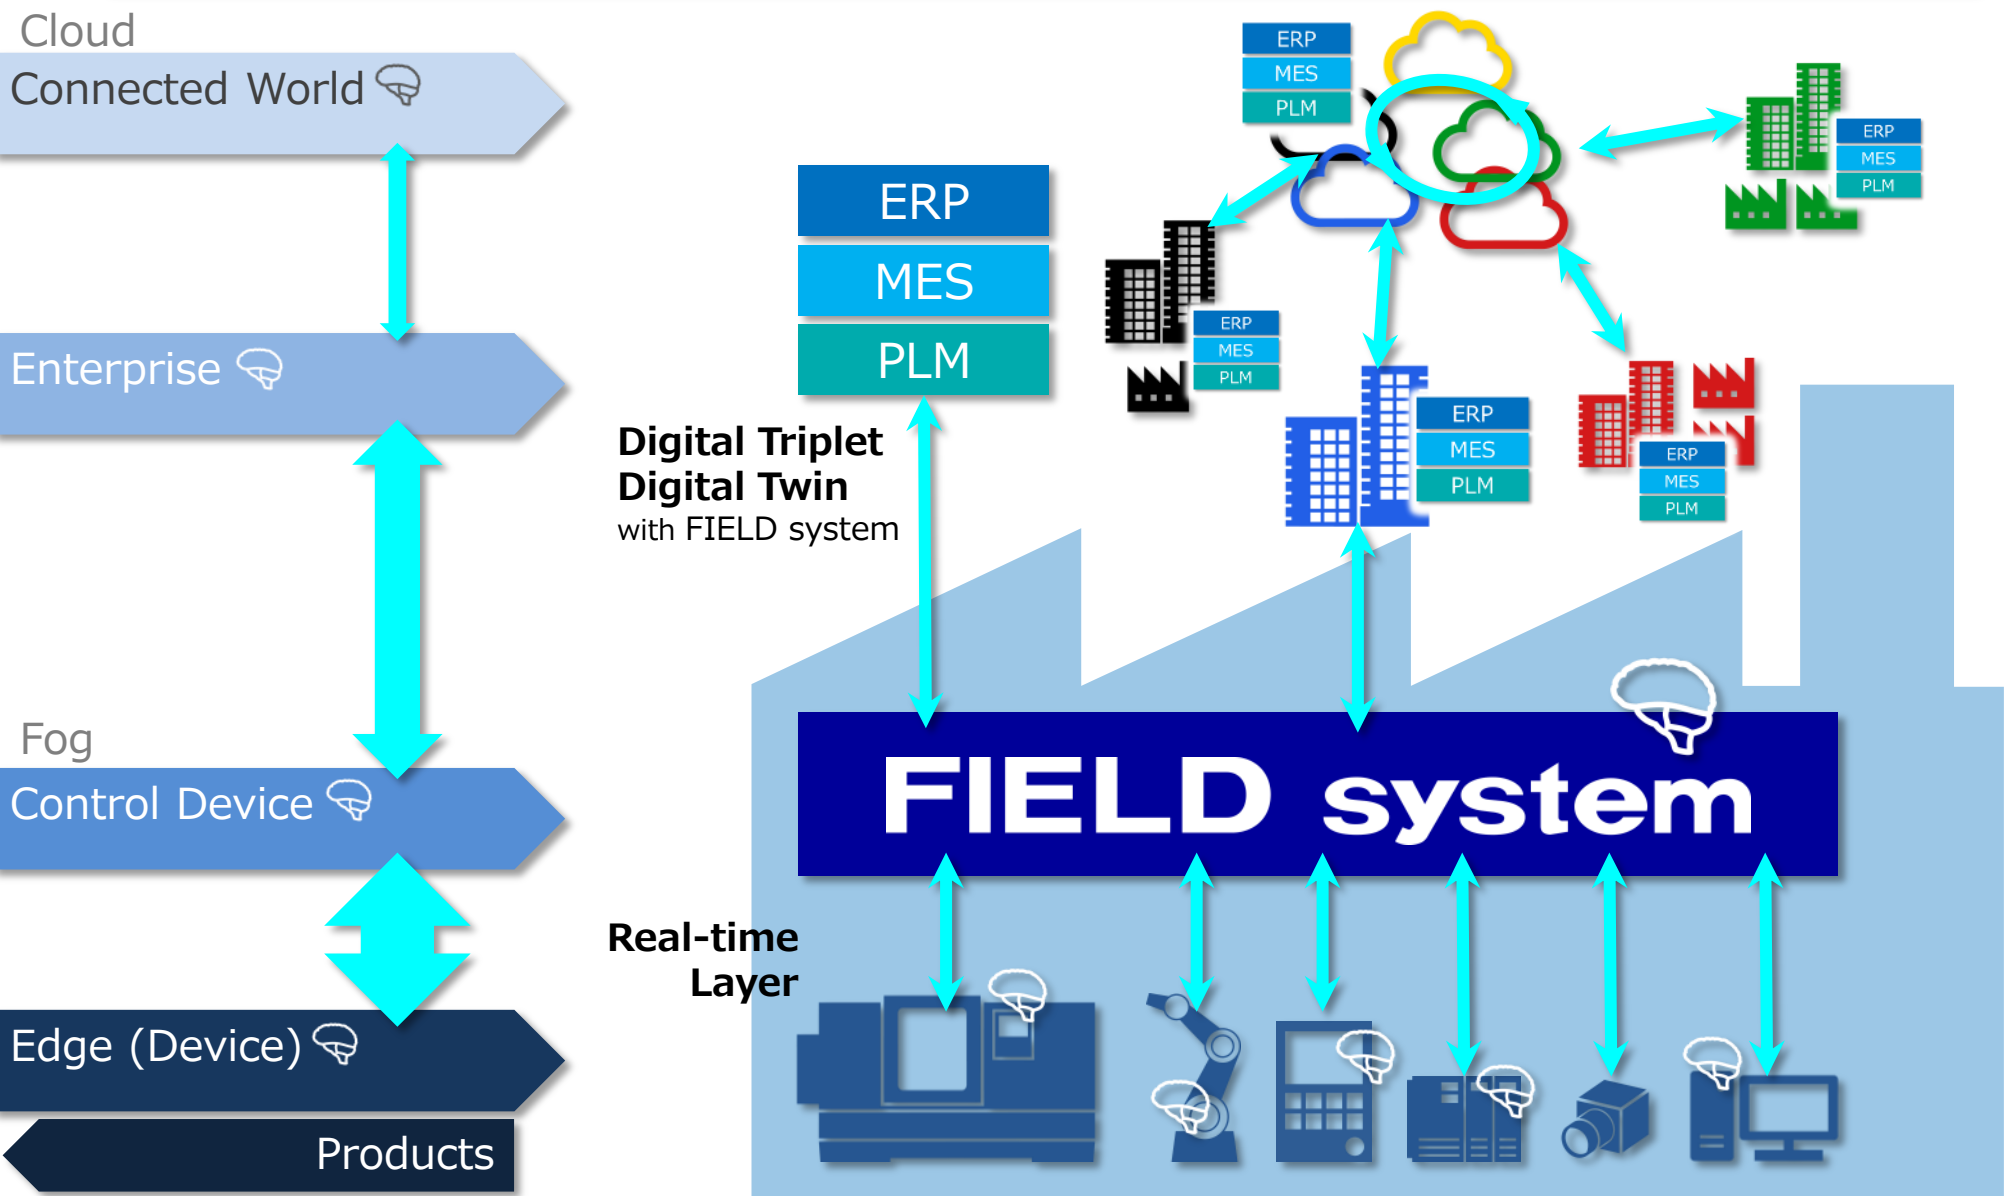 Cloud
Connected World
Enterprise
Fog
Control Device
Edge (Device)
Products
ERP
MES
PLM
Digital Triplet
Digital Twin
with FIELD system
Real-time
Layer
ERP
MES
PLM
ERP
MES
PLM
ERP
MES
PLM
ERP
MES
PLM
ERP
MES
PLM
FIELD system